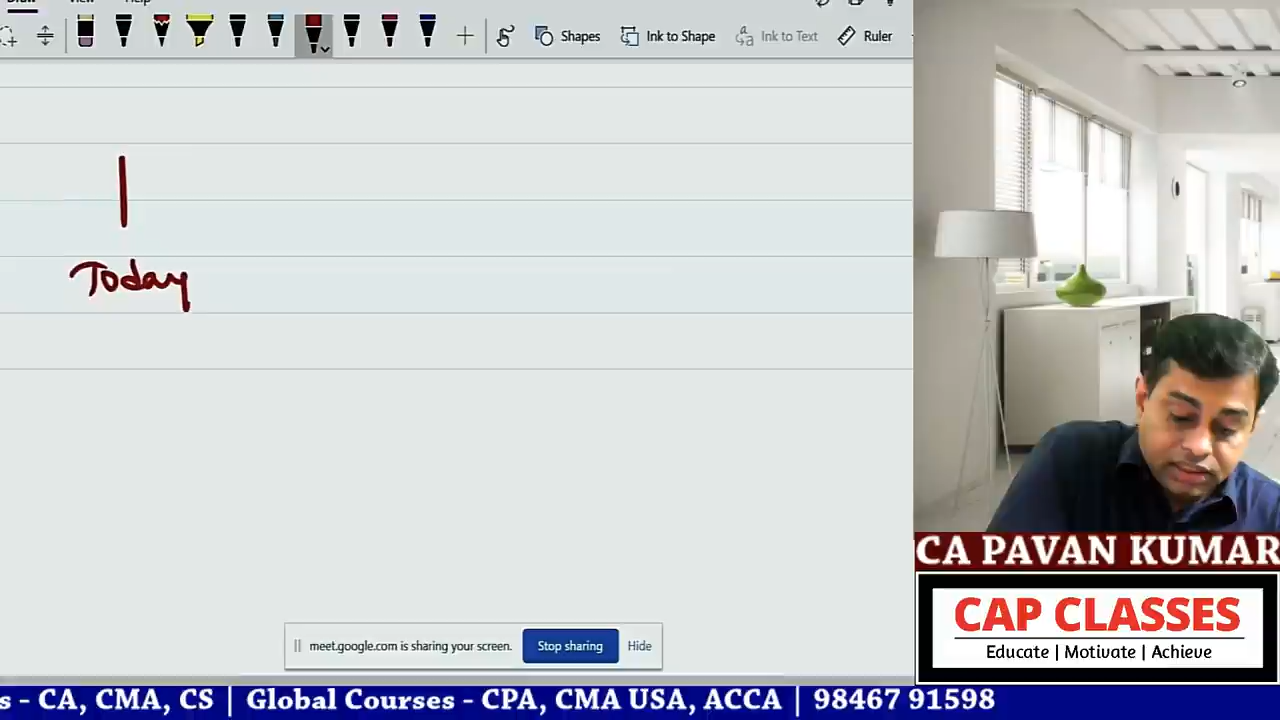 Shapes
Ink to Shape
Ink to Text
Ruler
Today
meet.google.com is sharing your screen.
Stop sharing
Hide
CA PAVAN KUMAR
CAP CLASSES
Educate | Motivate | Achieve
s - CA, CMA, CS | Global Courses - CPA, CMA USA, ACCA | 98467 91598